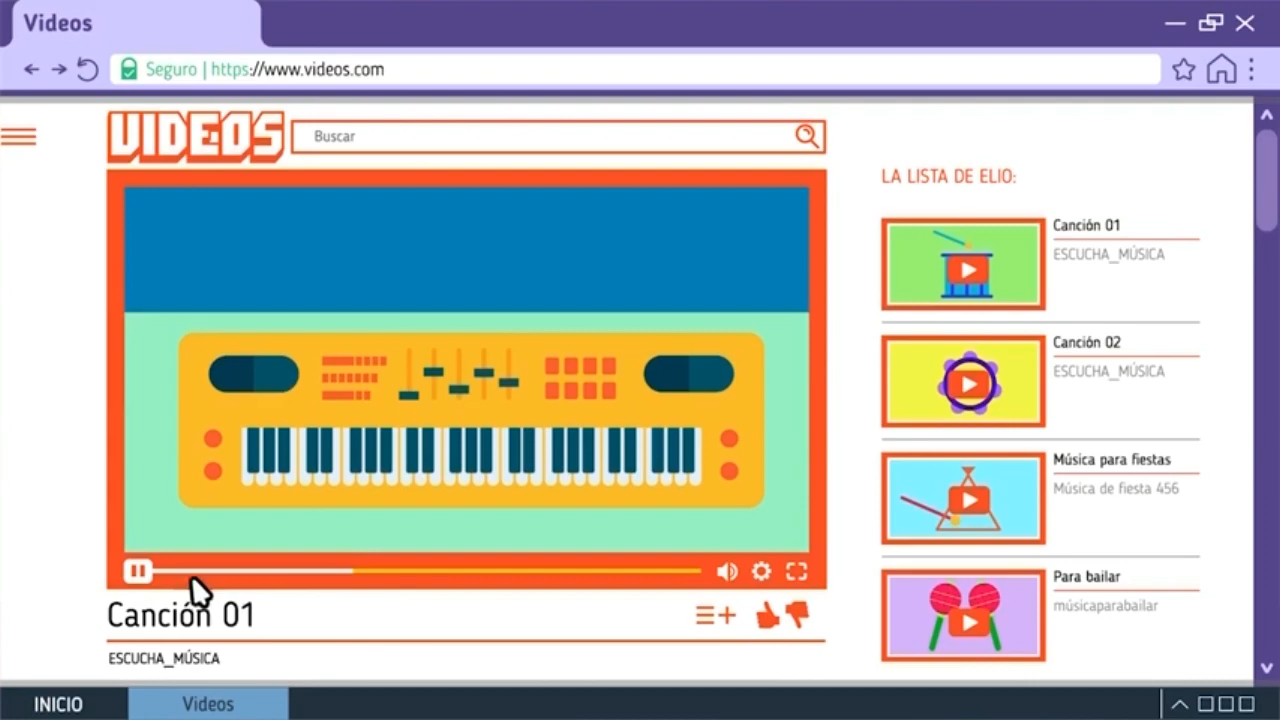 Videos
Seguro | https://www.videos.com
VIDEOS
Buscar
LA LISTA DE ELIO:
Canción 01
ESCUCHA_MÚSICA
Canción 02
ESCUCHA_MÚSICA
Música para fiestas
Música de fiesta 456
Para bailar
músicaparabailar
Canción 01
ESCUCHA_MÚSICA
INICIO
Videos